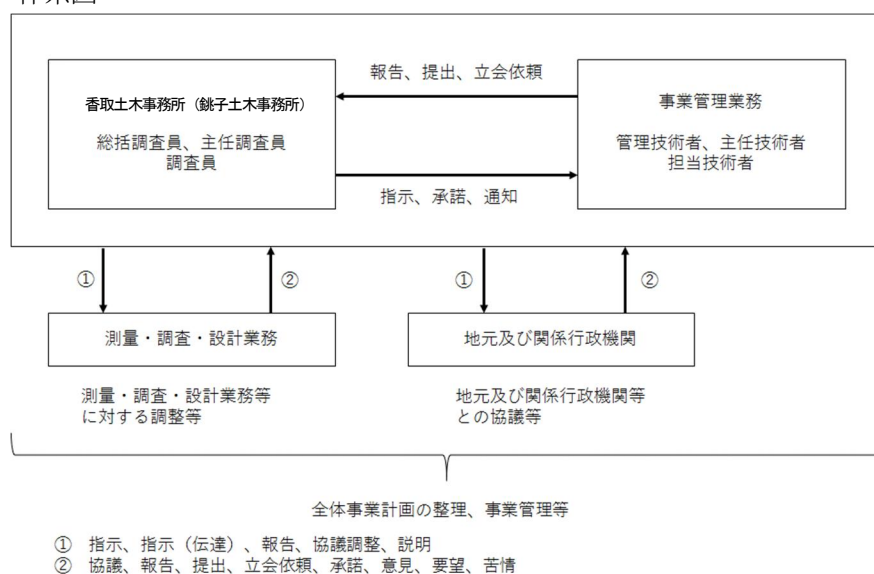 体系図
報告、提出、立会依頼
香取土木事務所（銚子土木事務所）
総括調査員、主任調査員
調査員
事業管理業務
管理技術者、主任技術者
担当技術者
指示、承諾、通知
①
②
①
②
測量・調査・設計業務
地元及び関係行政機関
測量・調査・設計業務等
に対する調整等
地元及び関係行政機関等
との協議等
全体事業計画の整理、事業管理等
① 指示、指示（伝達）、報告、協議調整、説明
② 協議、報告、提出、立会依頼、承諾、意見、要望、苦情